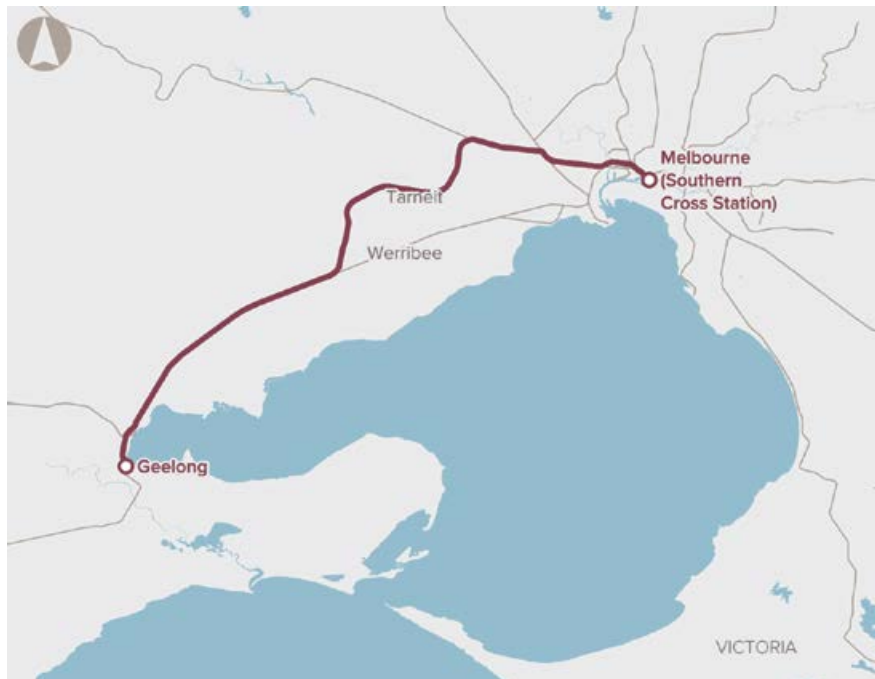 Melbourne
(Southern
Cross Station)
Tarneit
Werribee
Geelong
VICTORIA